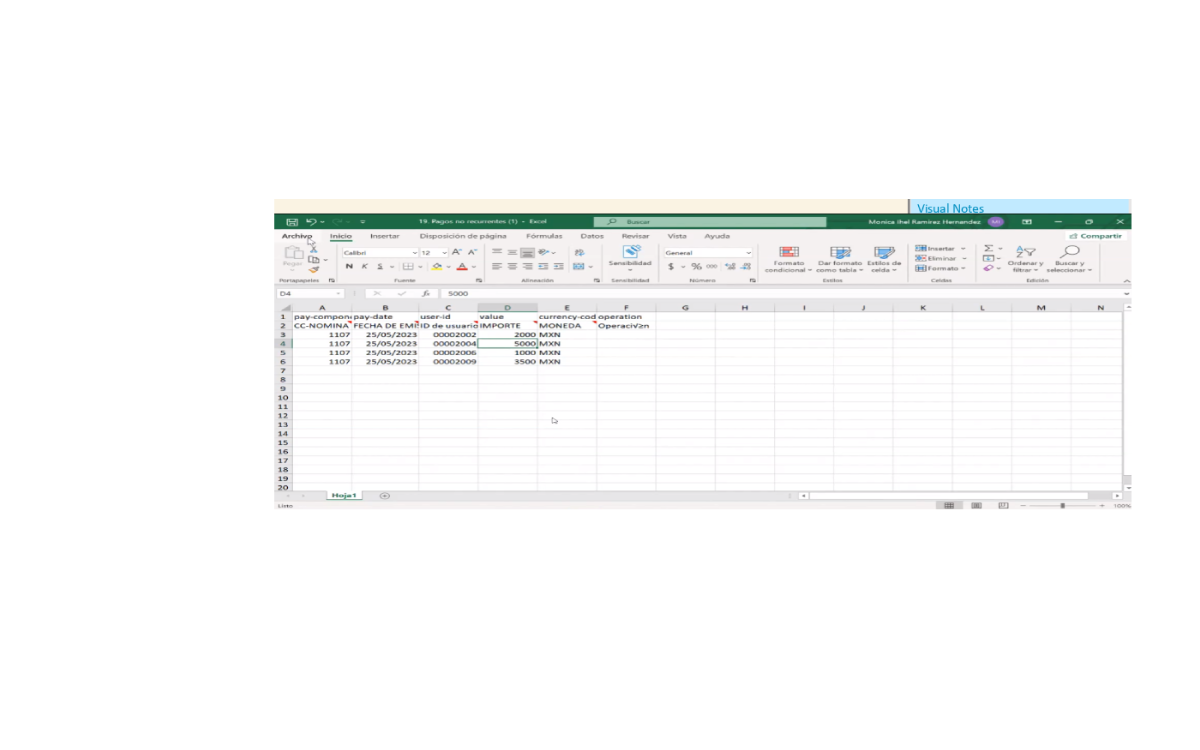 Visual Notes
19. Pagos no recurrentes (1) - Excel
Buscar
Monica Ihel Ramirez Hernandez
MI
Archivo Inicio Insertar Disposición de página Fórmulas Datos Revisar Vista Ayuda Compartir
Pegar
Calibri 12 A A
N K S
Sensibilidad
General
$ % 000
Formato condicional
Dar formato como tabla
Estilos de celda
Insertar
Eliminar
Formato
Ordenar y filtrar
Buscar y seleccionar
Portapapeles Fuente Alineación Sensibilidad Número Estilos Celdas Edición
D4 fx 5000
A B C D E F G H I J K L M N
1 pay-compon pay-date user-id value currency-cod operation
2 CC-NOMINA FECHA DE EMI ID de usuario IMPORTE MONEDA OperaciV≥n
3 1107 25/05/2023 00002002 2000 MXN
4 1107 25/05/2023 00002004 5000 MXN
5 1107 25/05/2023 00002006 1000 MXN
6 1107 25/05/2023 00002009 3500 MXN
7
8
9
10
11
12
13
14
15
16
17
18
19
20
Hoja1
Listo
100%